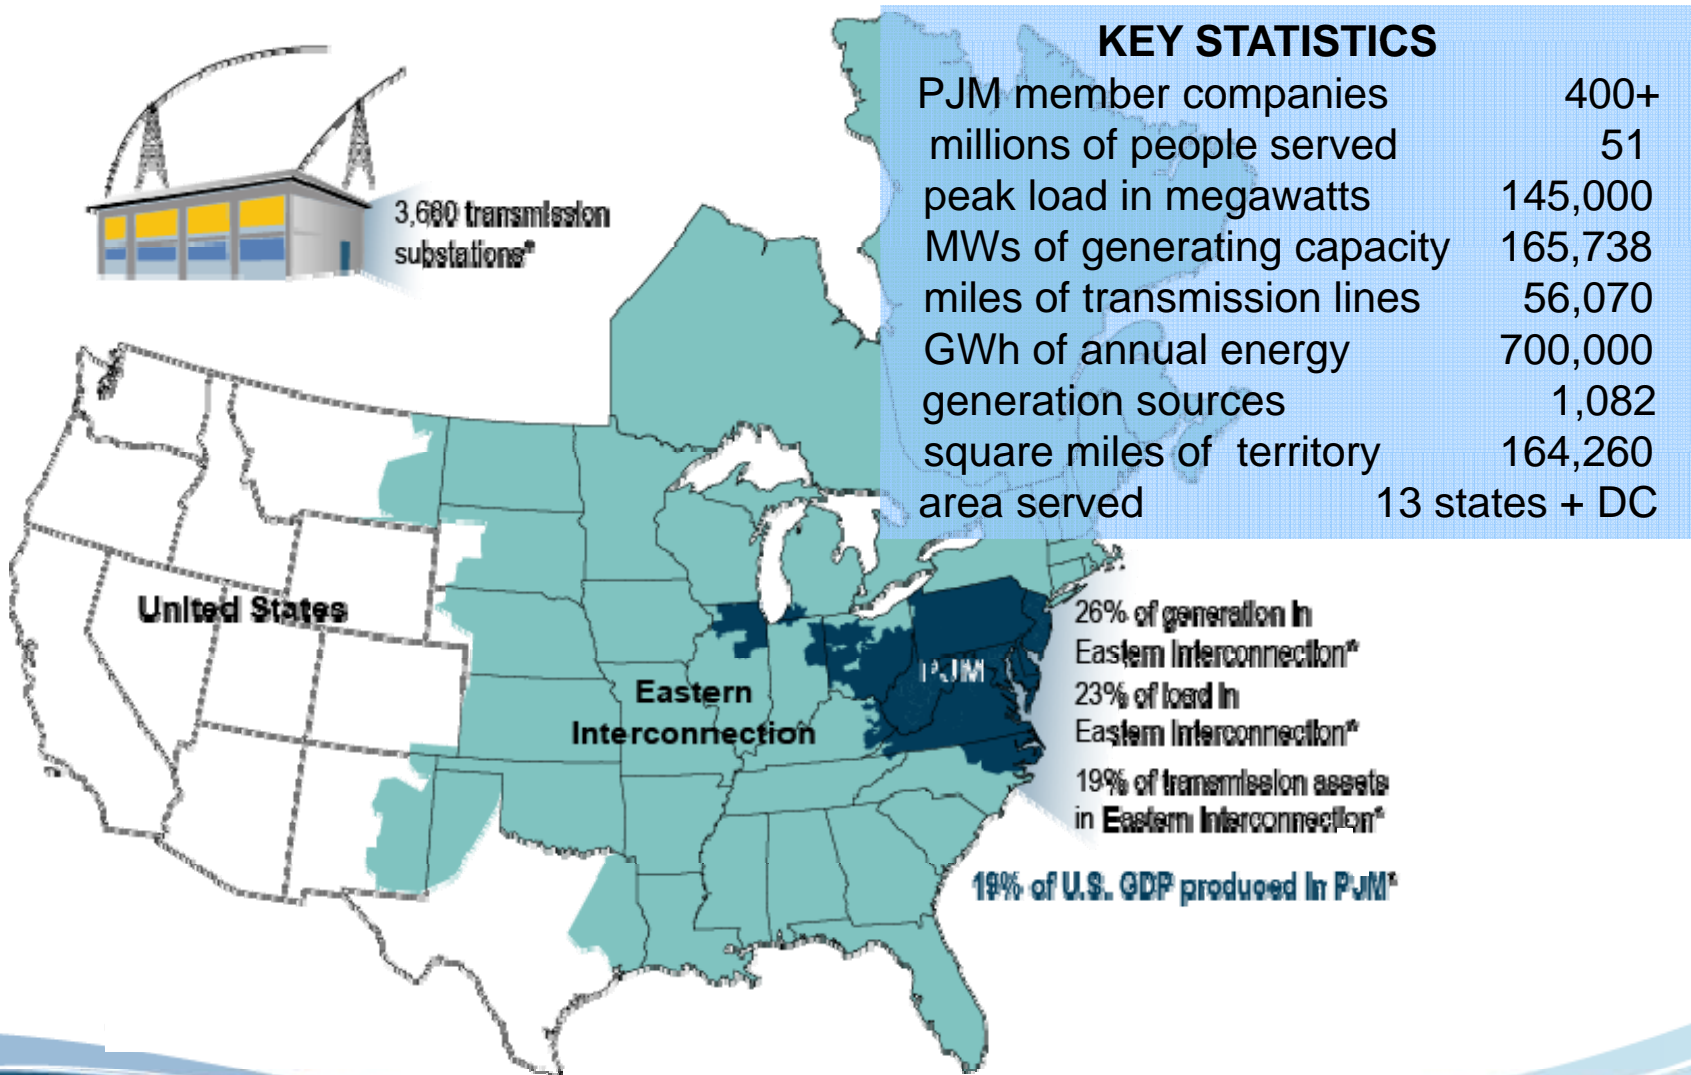 KEY STATISTICS
PJM member companies 400+
millions of people served 51
peak load in megawatts 145,000
MWs of generating capacity 165,738
miles of transmission lines 56,070
GWh of annual energy 700,000
generation sources 1,082
square miles of territory 164,260
area served 13 states + DC
transmission
substations*
United States
Eastern
Interconnection
PJM
26% of generation in
Eastern Interconnection*
23% of load in
Eastern Interconnection*
19% of transmission assets
in Eastern Interconnection*
19% of U.S. GDP produced in PJM*